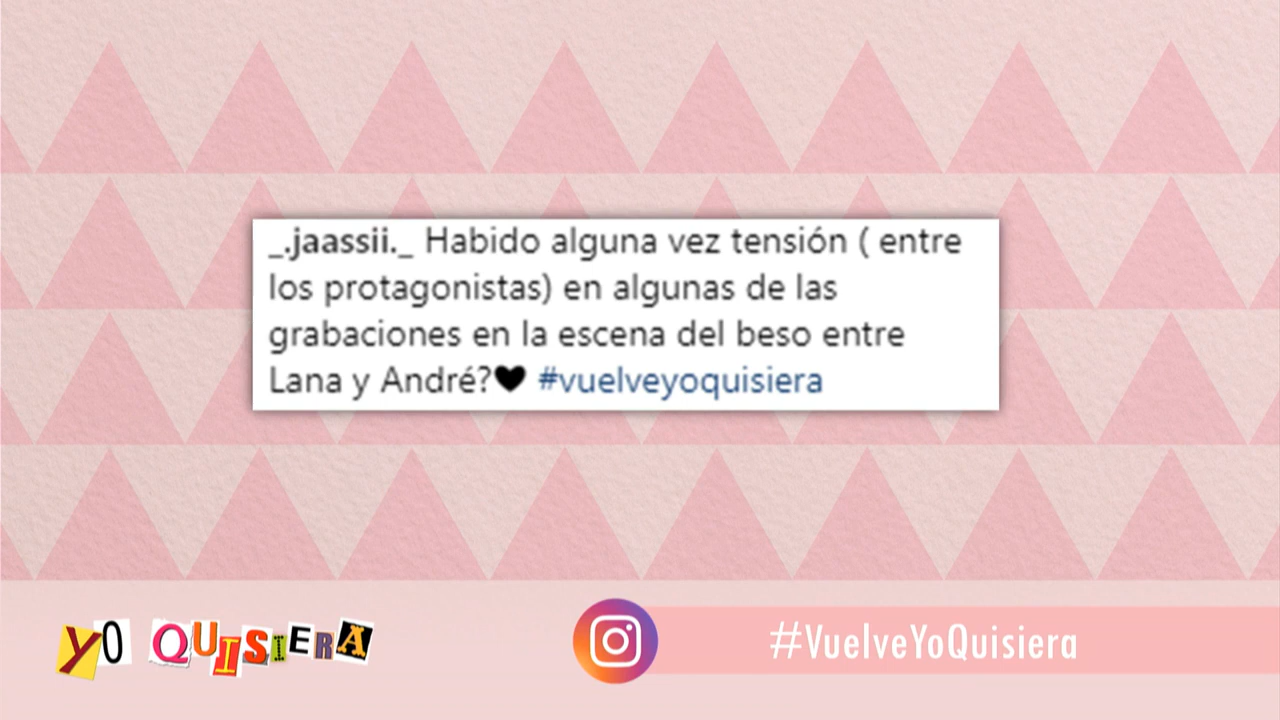 _.jaassii._ Habido alguna vez tensión ( entre
los protagonistas) en algunas de las
grabaciones en la escena del beso entre
Lana y André?🖤 #vuelveyoquisiera
YO QUISIERA
#VuelveYoQuisiera